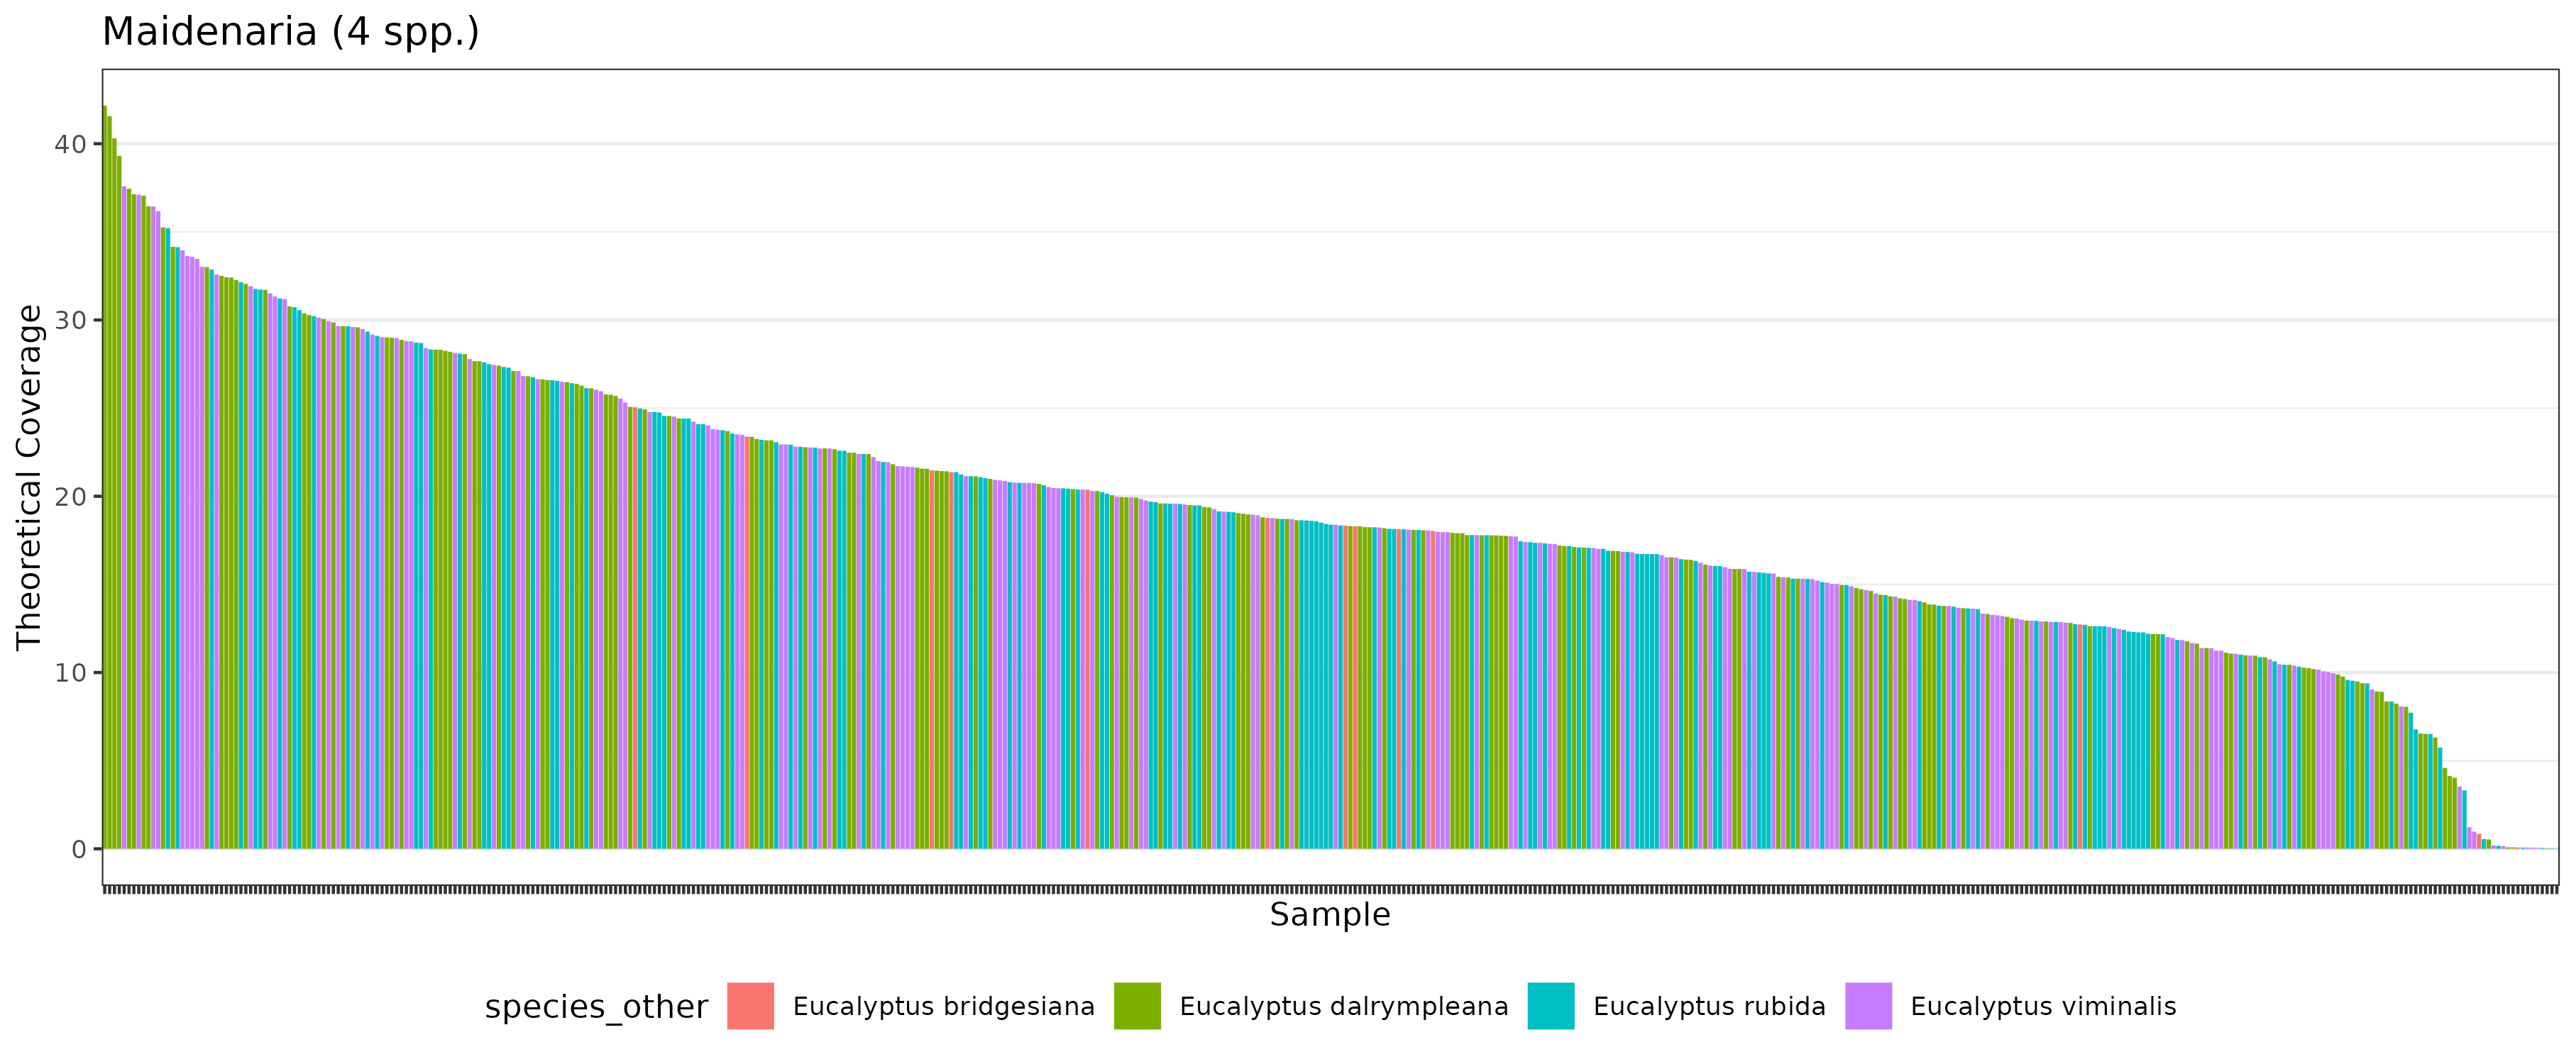 Maidenaria (4 spp.)
Theoretical Coverage
40
30
20
10
0
Sample
species_other Eucalyptus bridgesiana Eucalyptus dalrympleana Eucalyptus rubida Eucalyptus viminalis